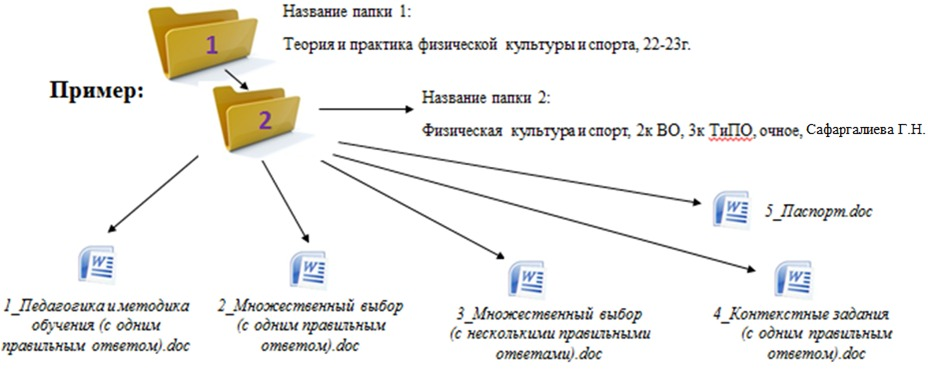 Название папки 1:
1
Теория и практика физической культуры и спорта, 22-23г.
Пример:
2
Название папки 2:
Физическая культура и спорт, 2к ВО, 3к ТиПО, очное, Сафаргалиева Г.Н.
5_Паспорт.doc
1_Педагогика и методика
обучения (с одним
правильным ответом).doc
2_Множественный выбор
(с одним правильным
ответом).doc
3_Множественный выбор
(с несколькими правильными
ответами).doc
4_Контекстные задания
(с одним правильным
ответом).doc